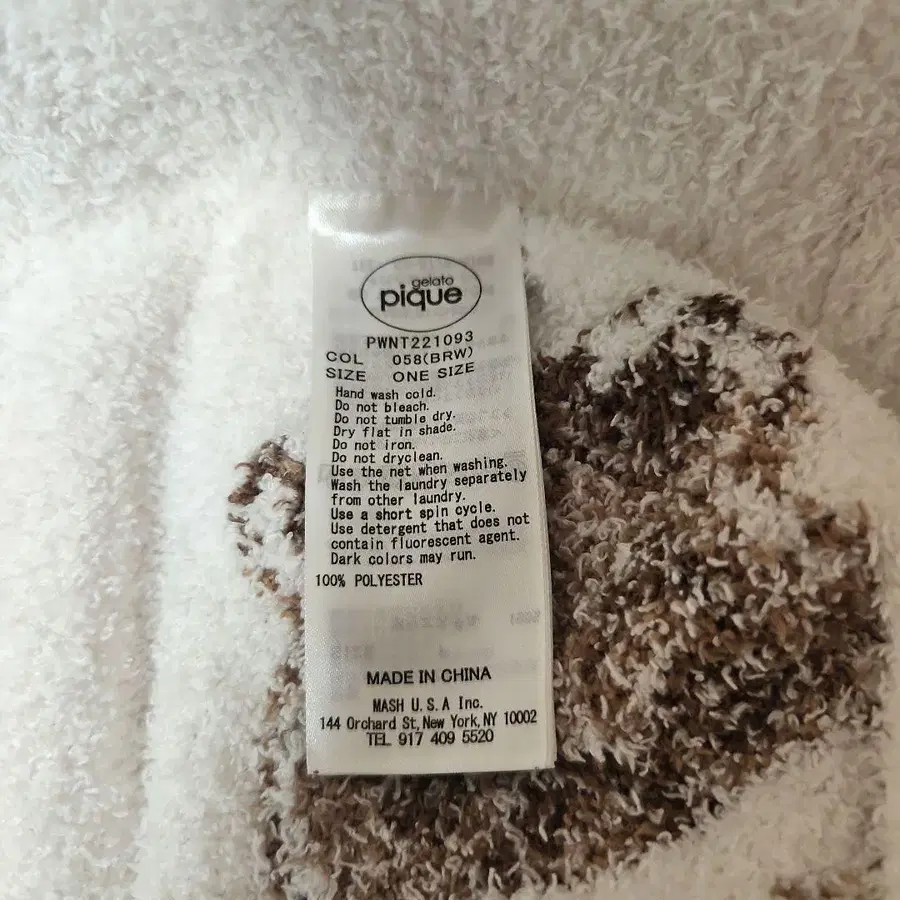 gelato
pique
PWNT221093
COL 058(BRW)
SIZE ONE SIZE
Hand wash cold.
Do not bleach.
Do not tumble dry.
Dry flat in shade.
Do not iron.
Do not dryclean.
Use the net when washing.
Wash the laundry separately
from other laundry.
Use a short spin cycle.
Use detergent that does not
contain fluorescent agent.
Dark colors may run.
100% POLYESTER
MADE IN CHINA
MASH U.S.A Inc.
144 Orchard St, New York, NY 10002
TEL 917 409 5520